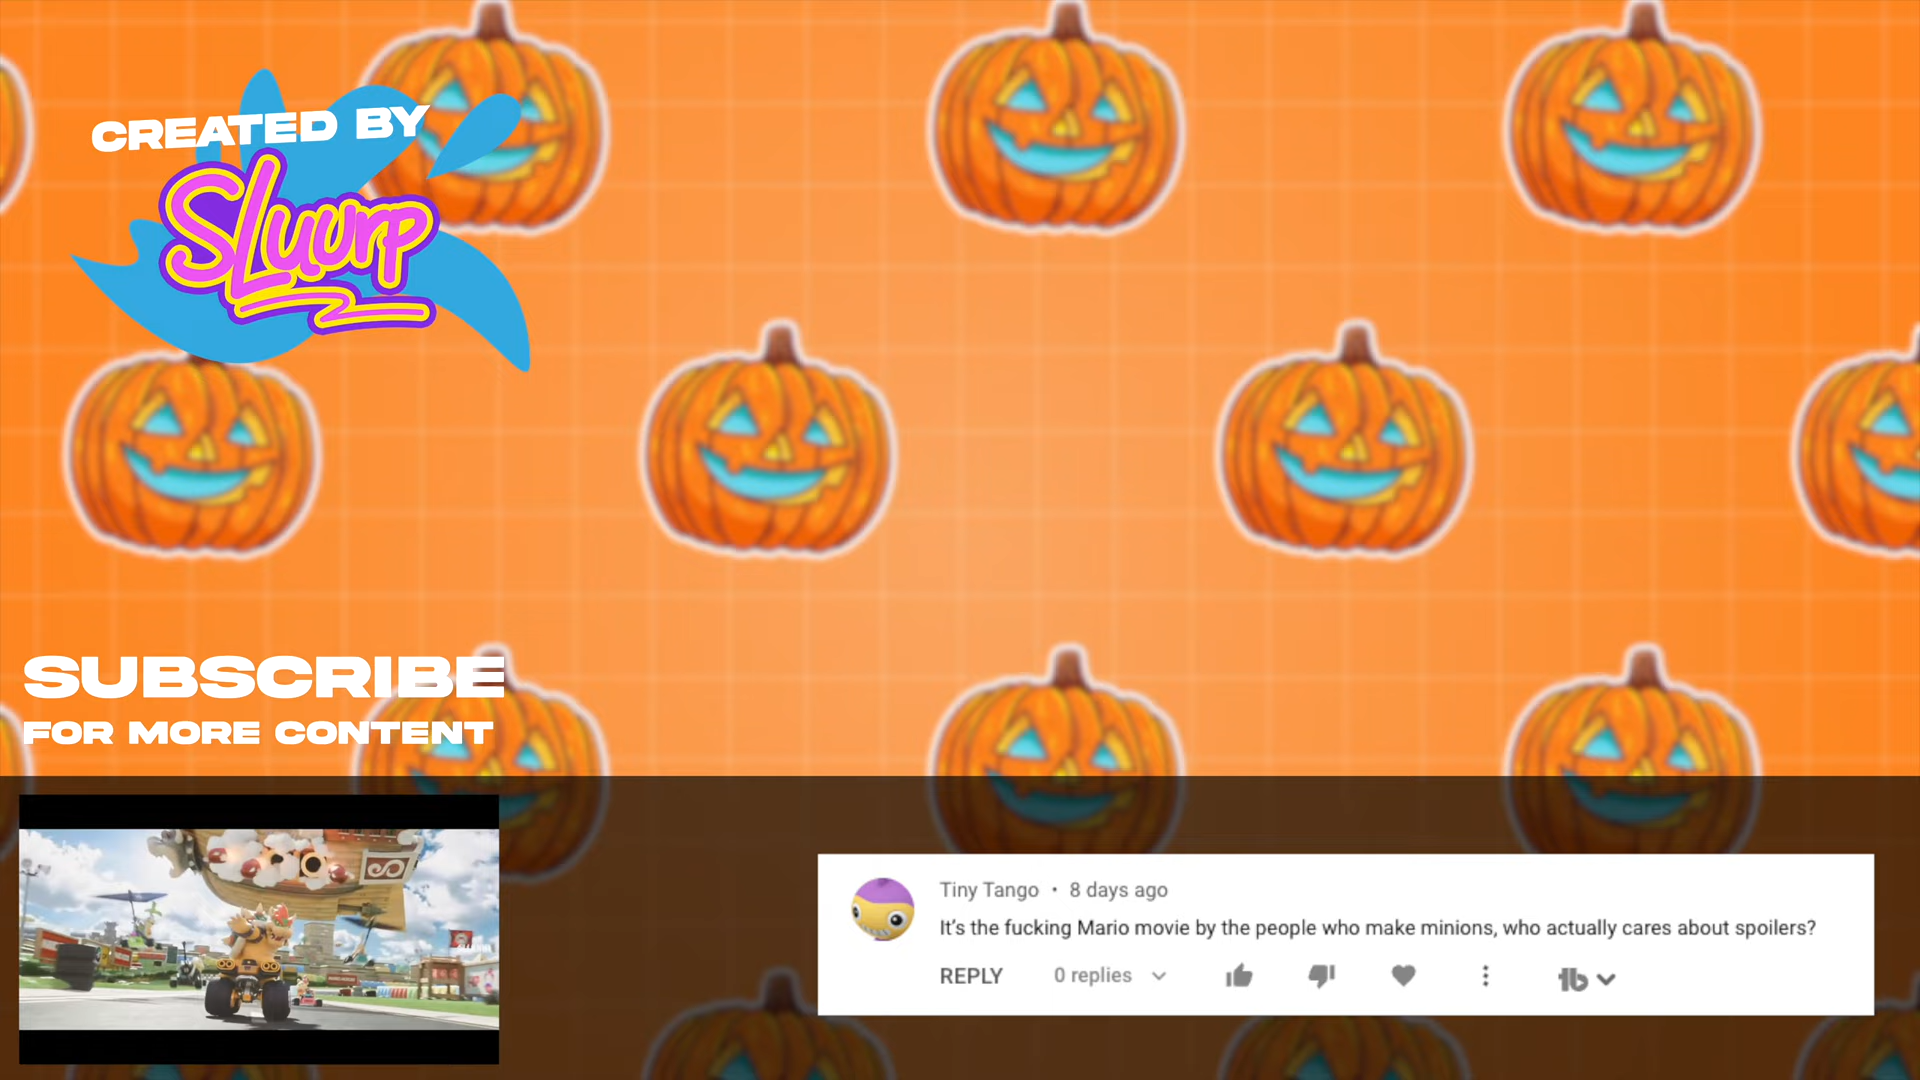 CREATED BY
SLuurp
SUBSCRIBE
FOR MORE CONTENT
Tiny Tango • 8 days ago
It's the fucking Mario movie by the people who make minions, who actually cares about spoilers?
REPLY 0 replies